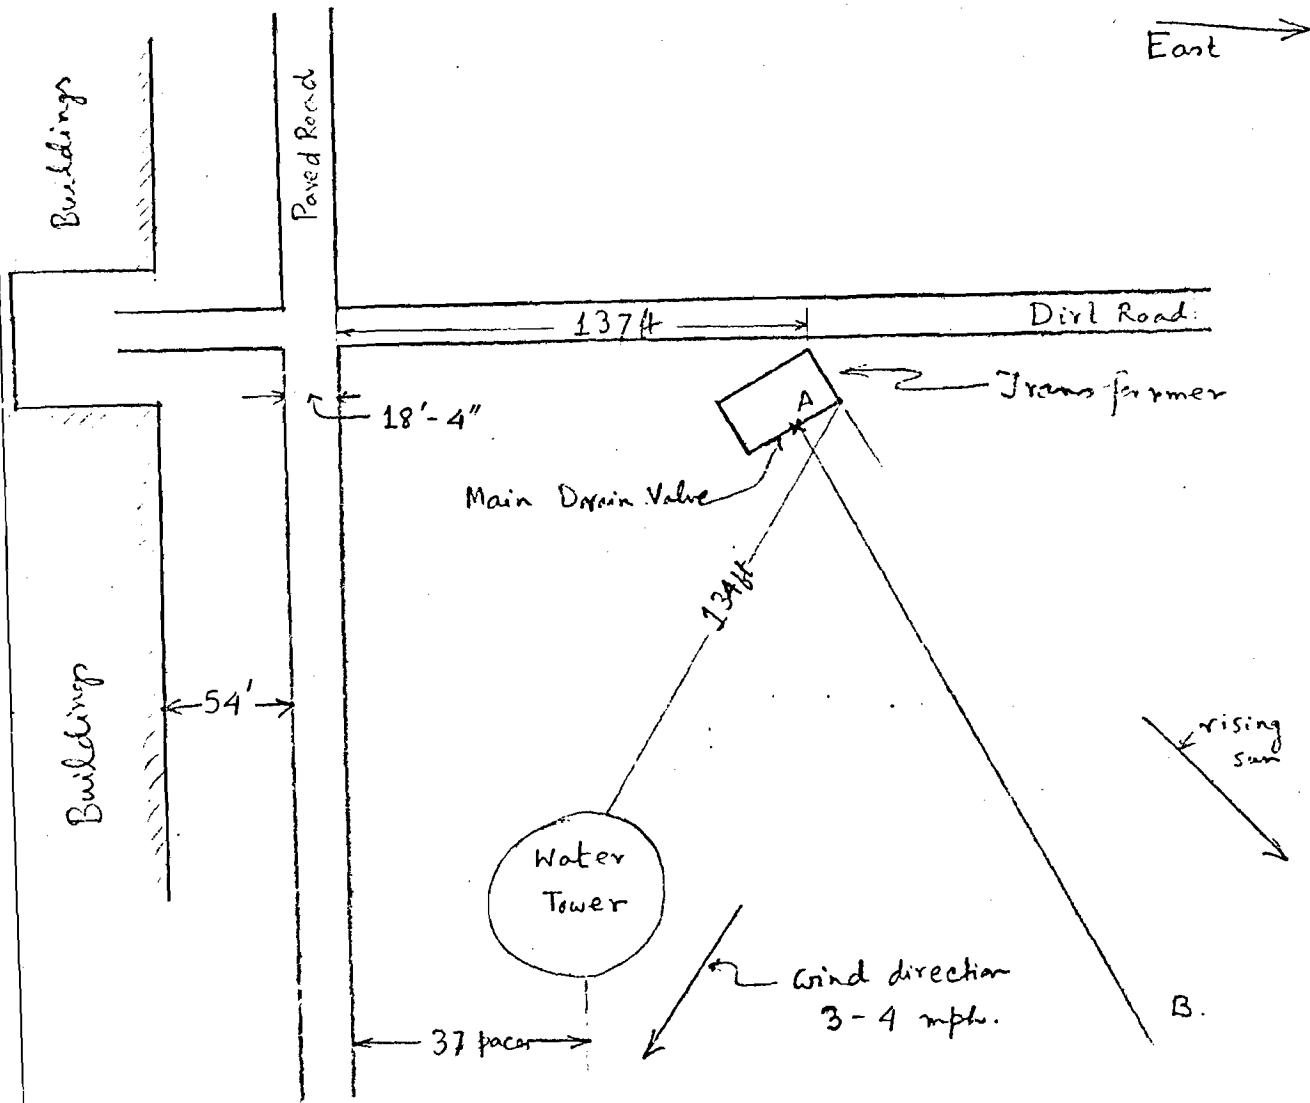 East
Buildings
Paved Road
137 ft
Dirt Road
Transformer
A
18'-4"
Main Drain Valve
134 ft
Buildings
54'
rising
sun
Water
Tower
wind direction
3-4 mph.
B.
37 paces